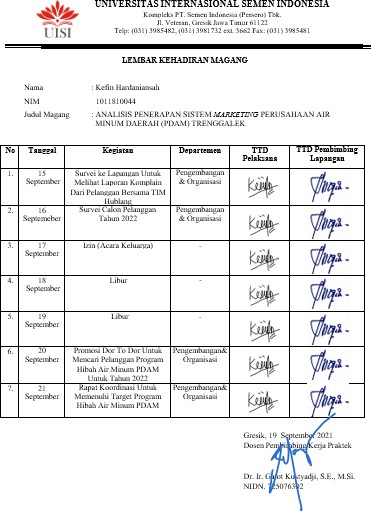 UNIVERSITAS INTERNASIONAL SEMEN INDONESIA
Kompleks PT. Semen Indonesia (Persero) Tbk.
Jl. Veteran, Gresik Jawa Timur 61122
Telp: (031) 3985482, (031) 3981732 ext. 3662 Fax: (031) 3985481
UISI
LEMBAR KEHADIRAN MAGANG
Nama : Kefin Hardaniansah
NIM 1011810044
Judul Magang : ANALISIS PENERAPAN SISTEM MARKETING PERUSAHAAN AIR
MINUM DAERAH (PDAM) TRENGGALEK
No Tanggal Kegiatan Departemen TTD Pelaksana TTD Pembimbing Lapangan
1. 15 September Survei ke Lapangan Untuk Melihat Laporan Komplain Dari Pelanggan Bersama TIM Hublang Pengembangan & Organisasi
2. 16 Septemeber Survei Calon Pelanggan Tahun 2022 Pengembangan & Organisasi
3. 17 September Izin (Acara Keluarga) -
4. 18 September Libur -
5. 19 September Libur -
6. 20 September Promosi Dor To Dor Untuk Mencari Pelanggan Program Hibah Air Minum PDAM Untuk Tahun 2022 Pengembangan& Organisasi
7. 21 September Rapat Koordinasi Untuk Memenuhi Target Program Hibah Air Minum PDAM Pengembangan& Organisasi
Gresik, 19 September 2021
Dosen Pembimbing Kerja Praktek
Dr. Ir. Gatot Kustyadji, S.E., M.Si.